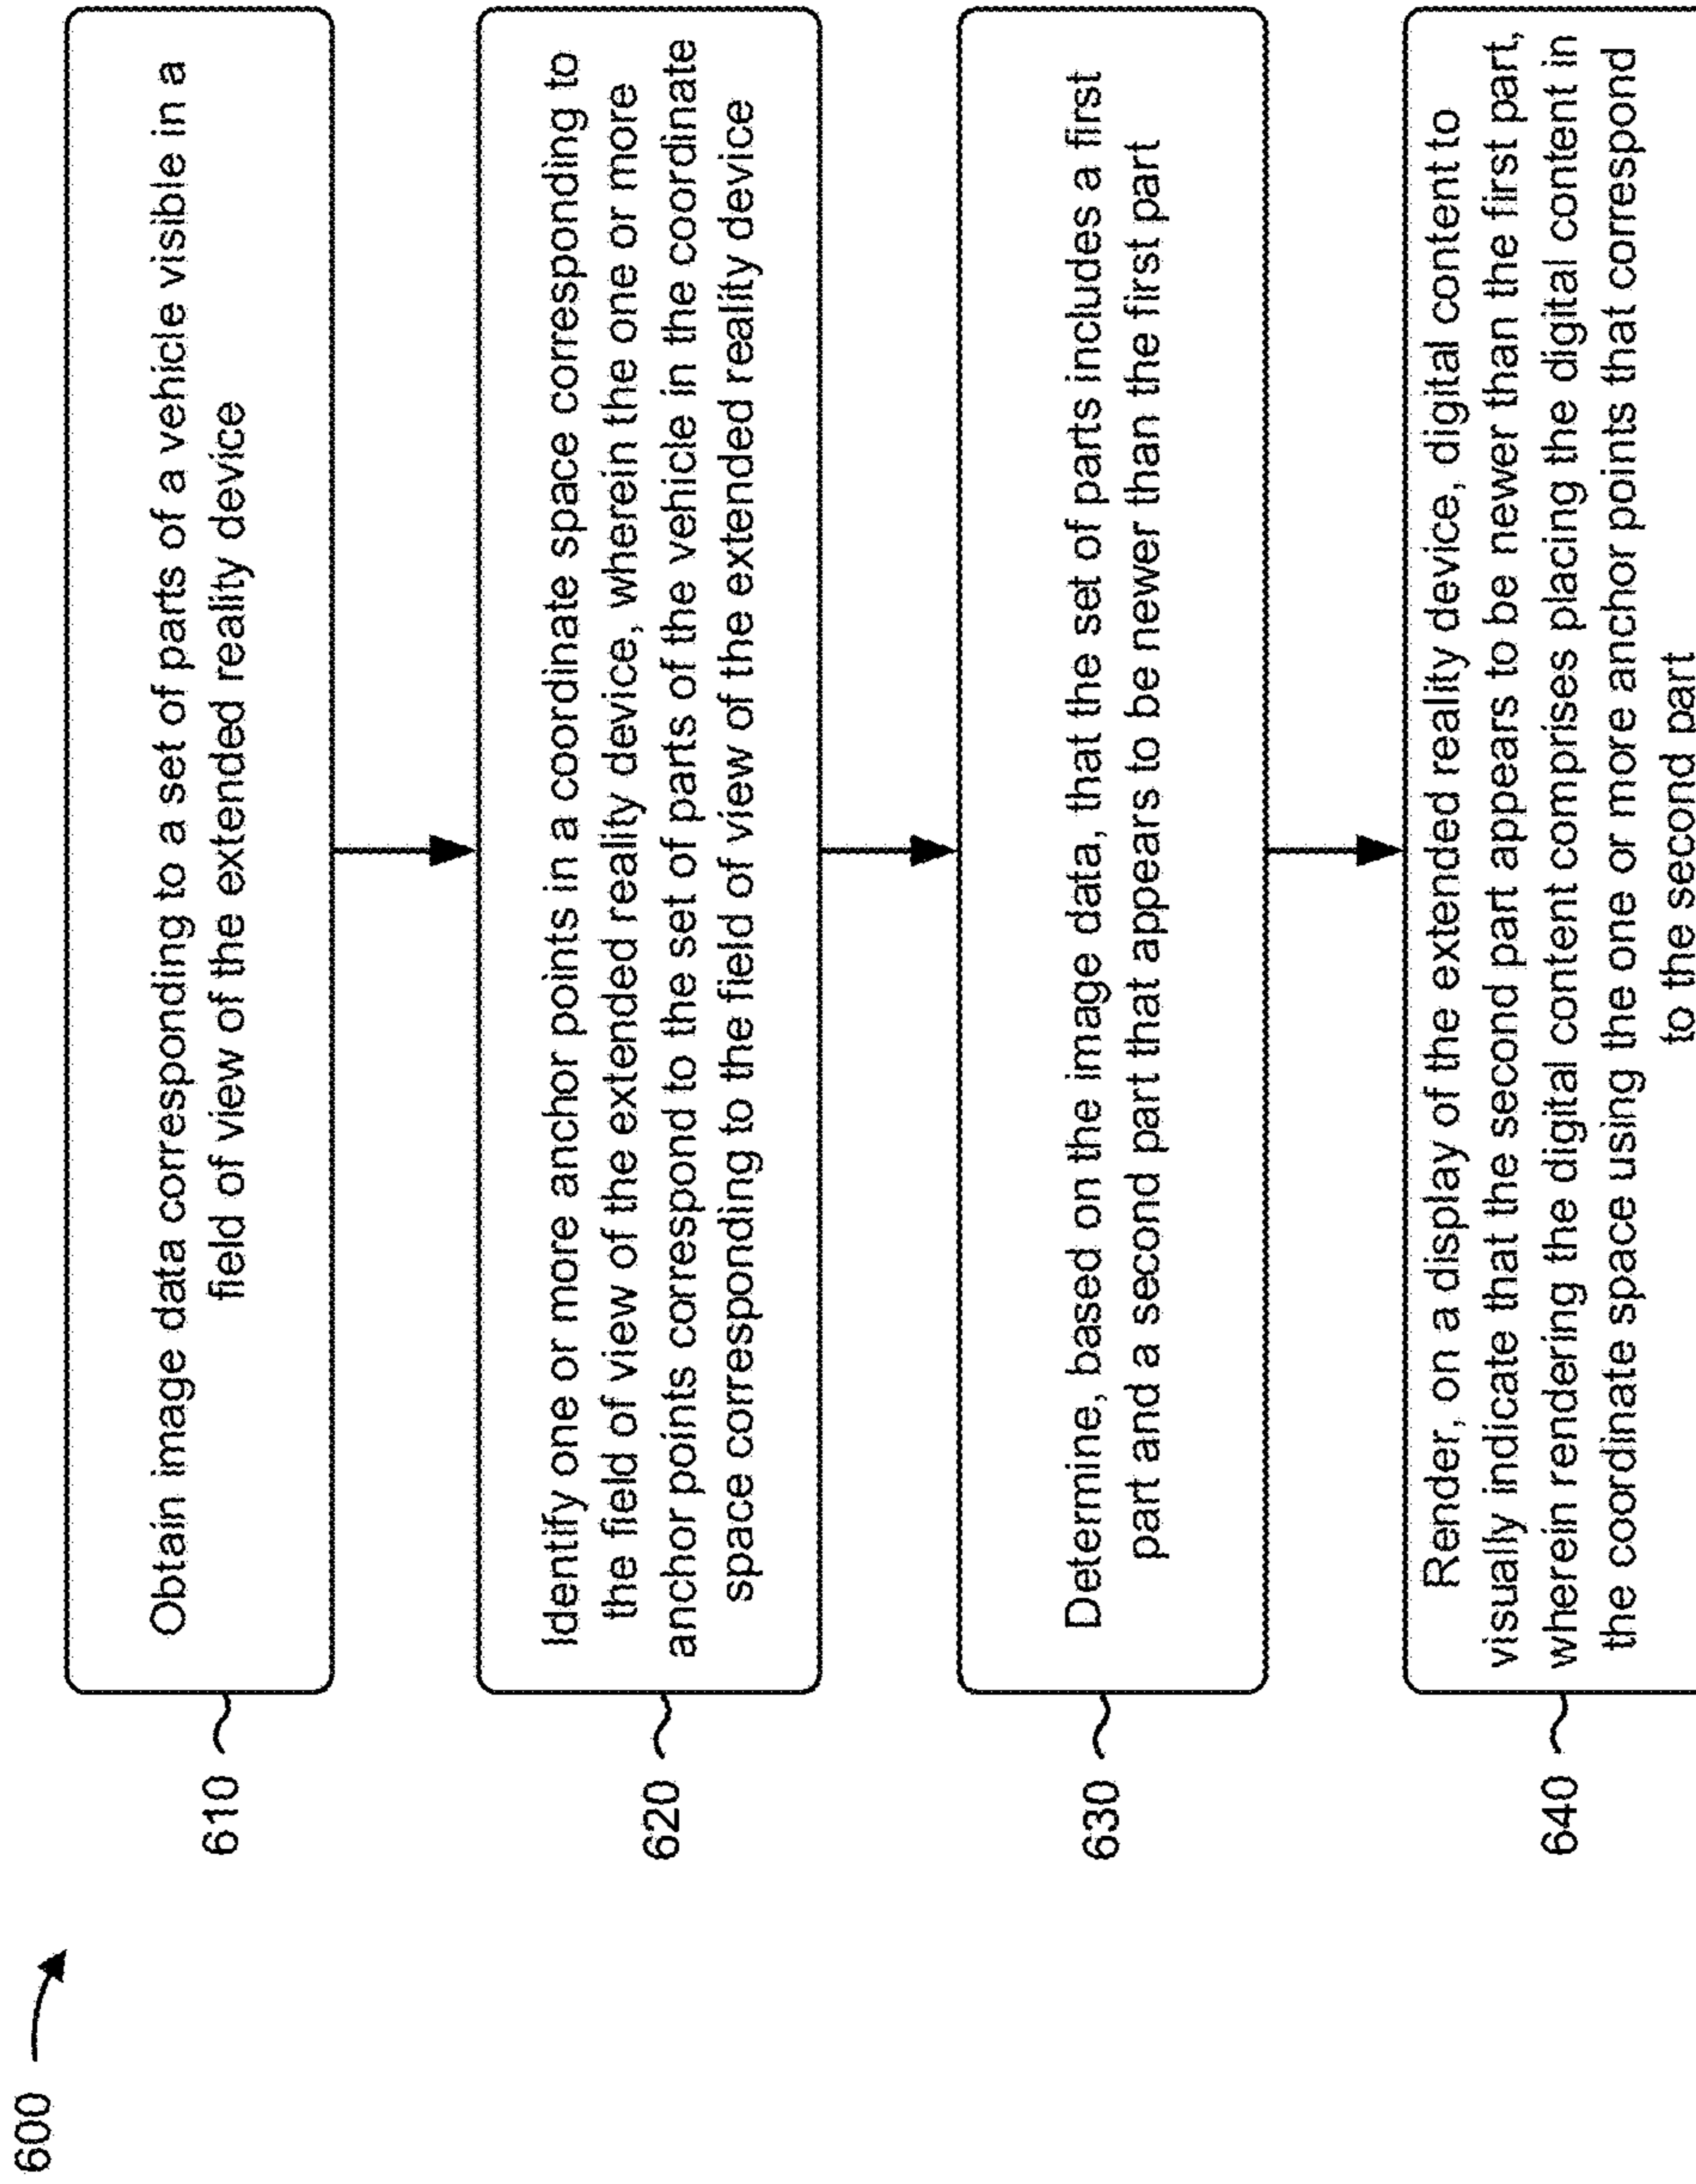 600
610
Obtain image data corresponding to a set of parts of a vehicle visible in a
field of view of the extended reality device
620
Identify one or more anchor points in a coordinate space corresponding to
the field of view of the extended reality device, wherein the one or more
anchor points correspond to the set of parts of the vehicle in the coordinate
space corresponding to the field of view of the extended reality device
630
Determine, based on the image data, that the set of parts includes a first
part and a second part that appears to be newer than the first part
640
Render, on a display of the extended reality device, digital content to
visually indicate that the second part appears to be newer than the first part,
wherein rendering the digital content comprises placing the digital content in
the coordinate space using the one or more anchor points that correspond
to the second part